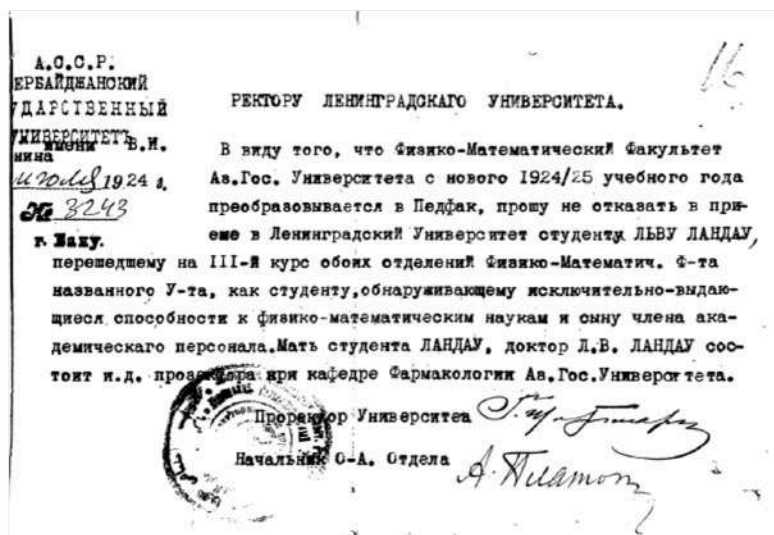 А.С.С.Р.
ЕРБАЙДЖАНСКИЙ
УДАРСТВЕННЫЙ
УНИВЕРСИТЕТЪ
имени В.И.
нина
июля 1924 г.
№ 3243
г. Баку.
16
РЕКТОРУ ЛЕНИНГРАДСКАГО УНИВЕРСИТЕТА.
В виду того, что Физико-Математический Факультет
Аз.Гос. Университета с нового 1924/25 учебного года
преобразовывается в Педфак, прошу не отказать в при-
еме в Ленинградский Университет студенту ЛЬВУ ЛАНДАУ,
перешедшему на III-й курс обоих отделений Физико-Математич. Ф-та
названного У-та, как студенту,обнаруживающему исключительно-выдаю-
щиеся способности к физико-математическим наукам и сыну члена ака-
демическаго персонала.Мать студента ЛАНДАУ, доктор Л.В. ЛАНДАУ сос-
тоит и.д. прозектора при кафедре Фармакологии Аз.Гос.Университета.
Проректор Университеа
Начальник О-А. Отдела
А. Платон